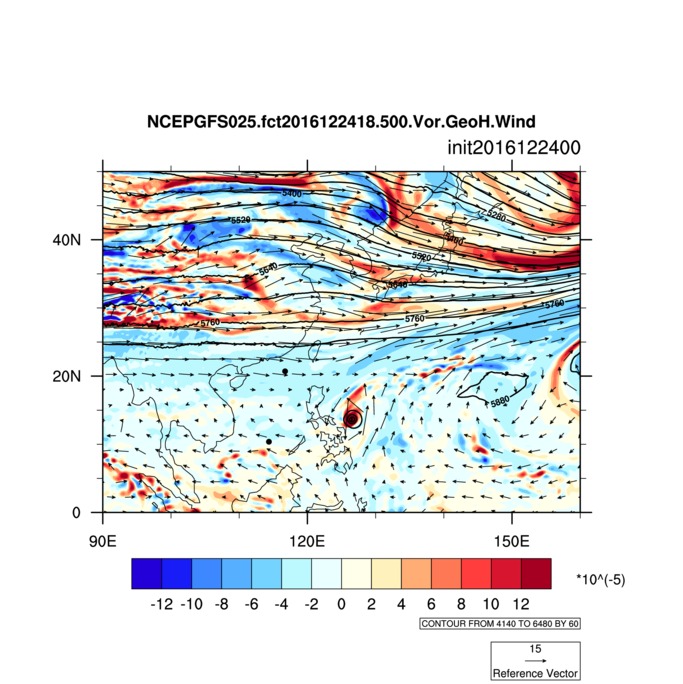 NCEPGFS025.fct2016122418.500.Vor.GeoH.Wind
init2016122400
5400
5280
5520
40N
5400
5520
5640
5640
5760
5760
5760
20N
5880
0
90E 120E 150E
-12 -10 -8 -6 -4 -2 0 2 4 6 8 10 12 *10^(-5)
CONTOUR FROM 4140 TO 6480 BY 60
15
Reference Vector